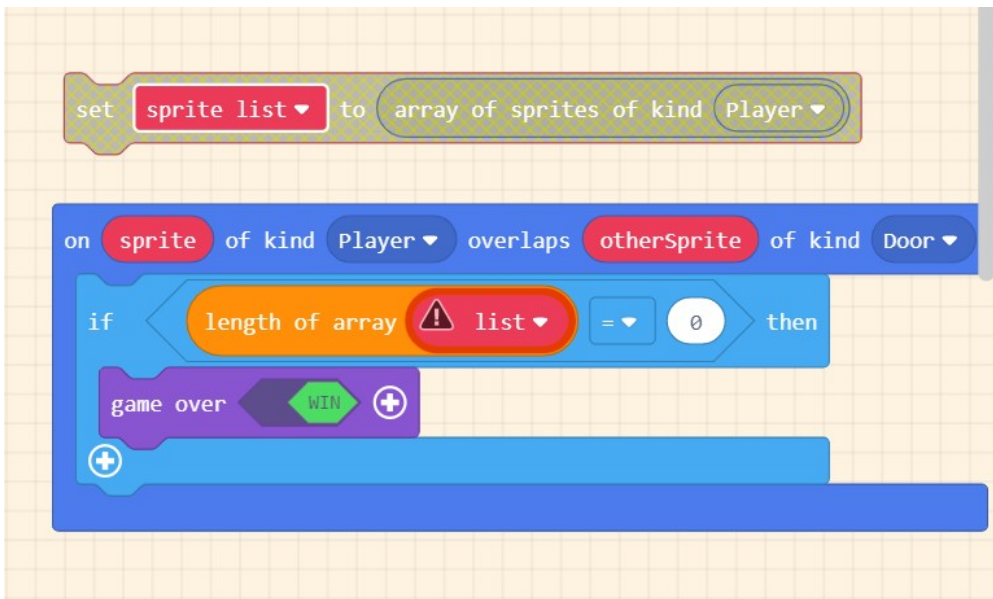 set sprite list to array of sprites of kind Player
on sprite of kind Player overlaps otherSprite of kind Door
if length of array list = 0 then
game over WIN